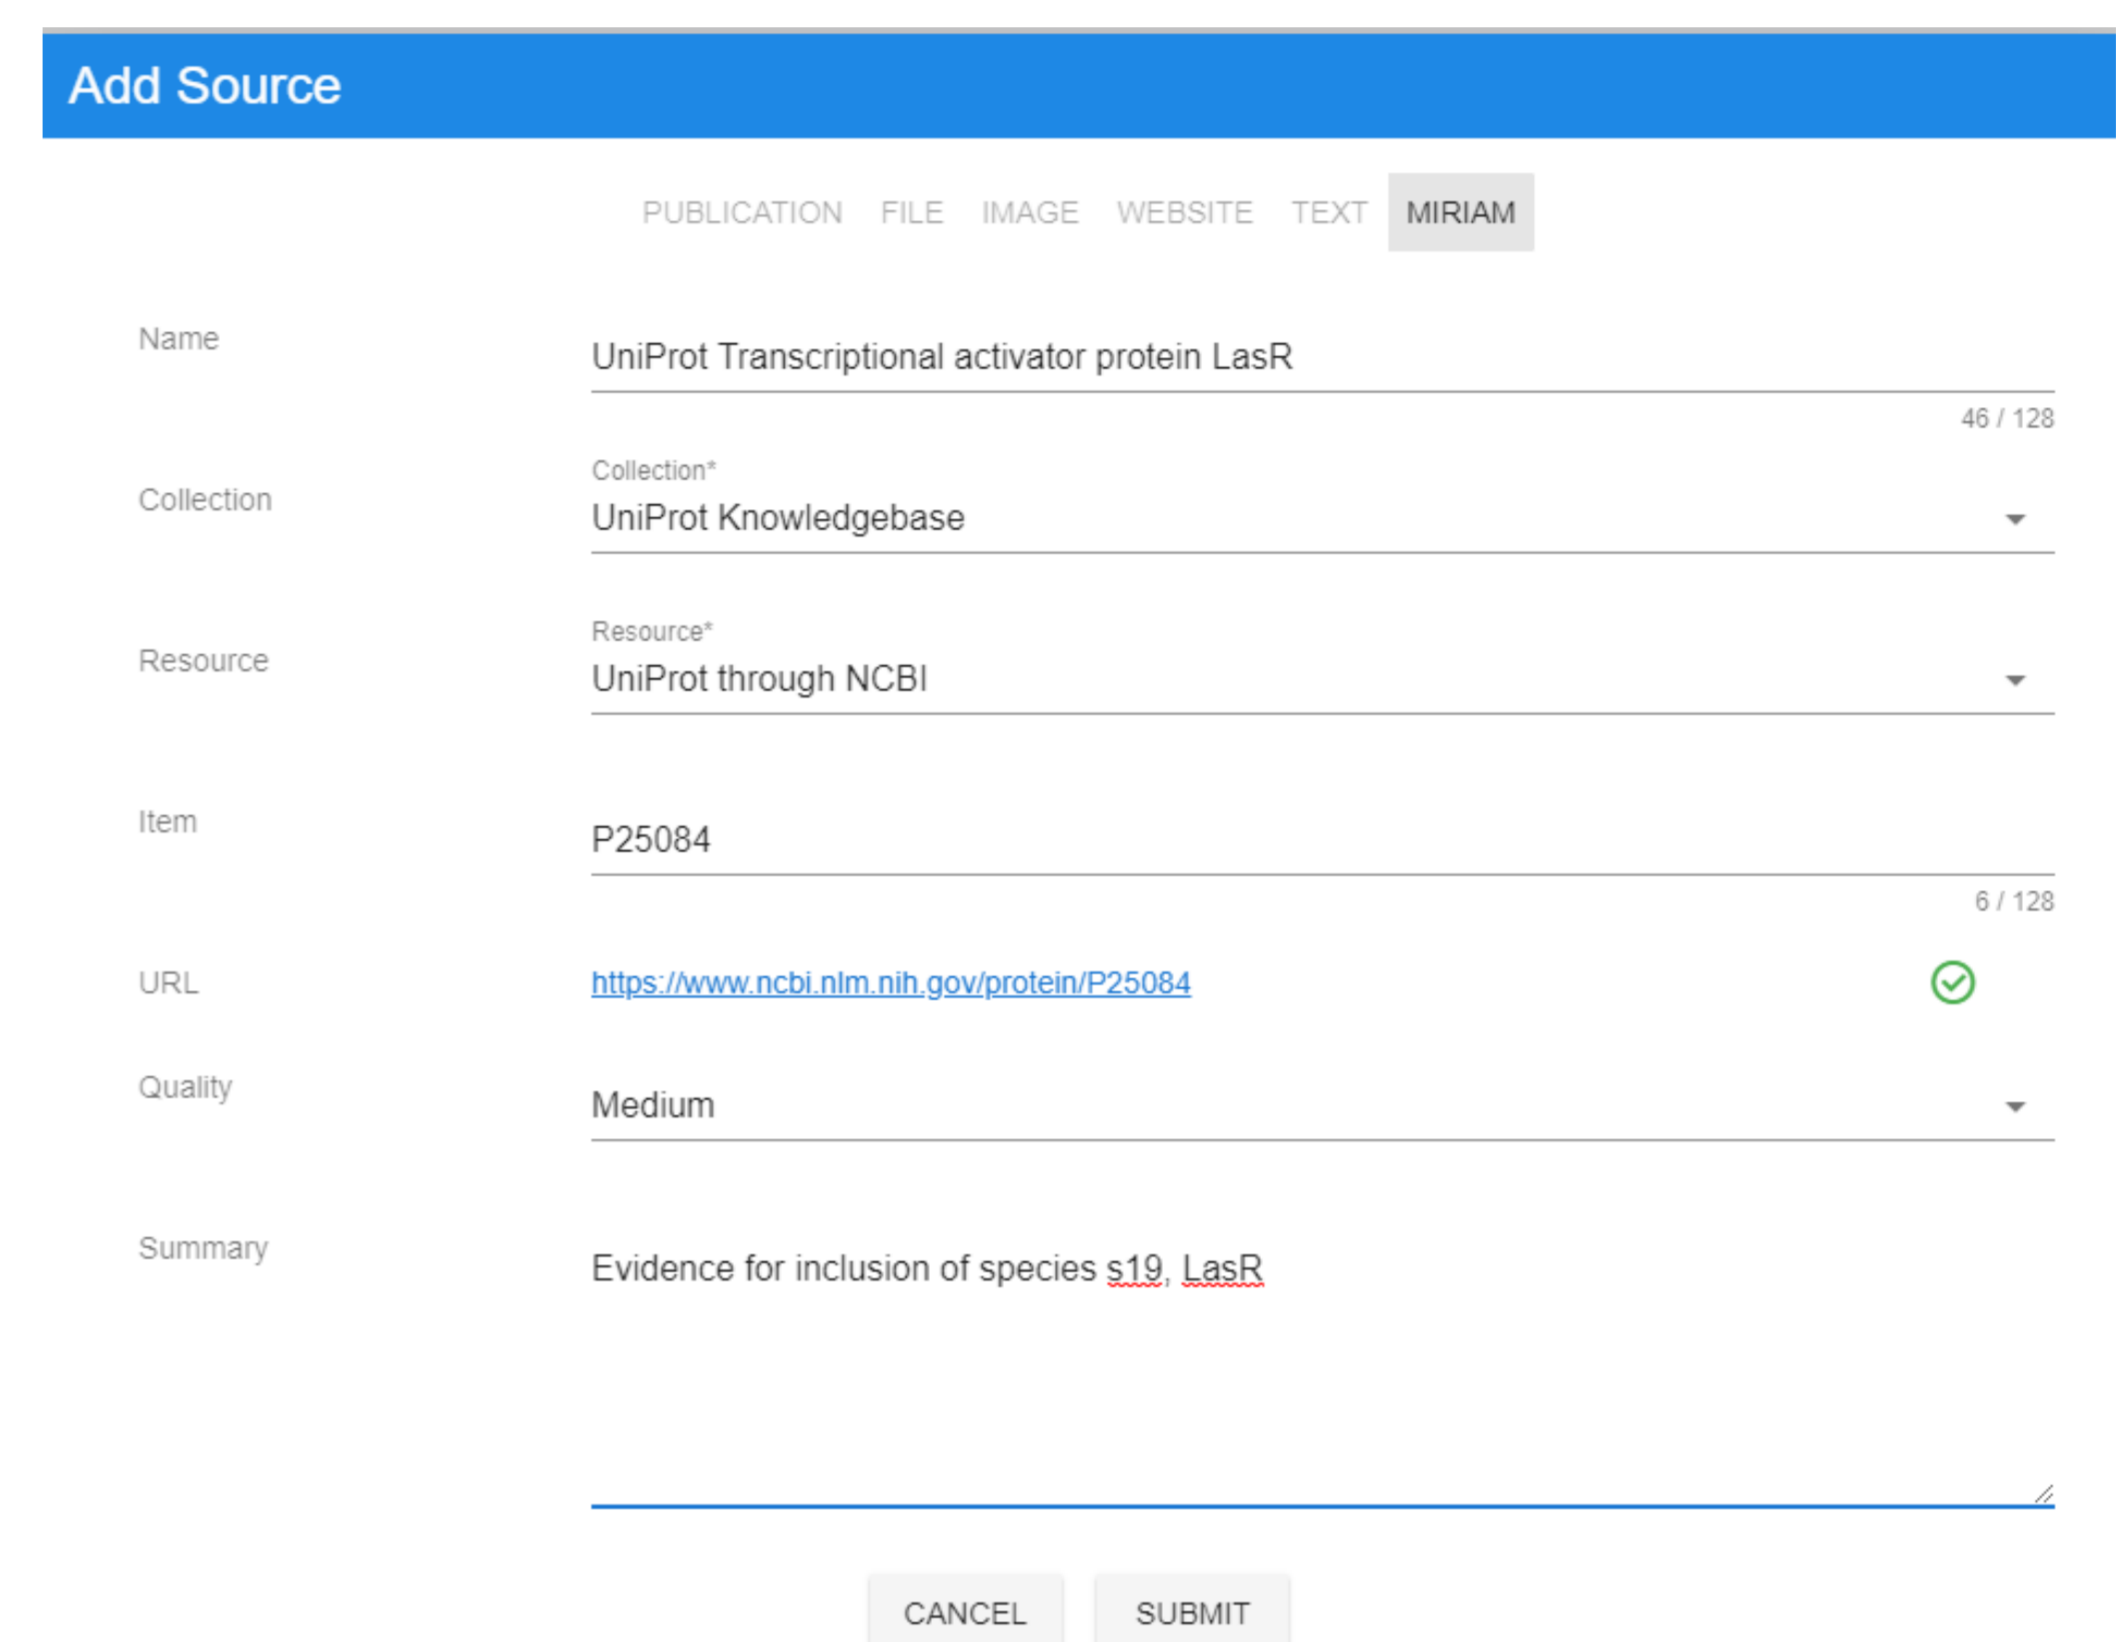 Add Source
PUBLICATION FILE IMAGE WEBSITE TEXT MIRIAM
Name
UniProt Transcriptional activator protein LasR
46 / 128
Collection
Collection*
UniProt Knowledgebase
Resource
Resource*
UniProt through NCBI
Item
P25084
6 / 128
URL
https://www.ncbi.nlm.nih.gov/protein/P25084
Quality
Medium
Summary
Evidence for inclusion of species s19, LasR
CANCEL SUBMIT